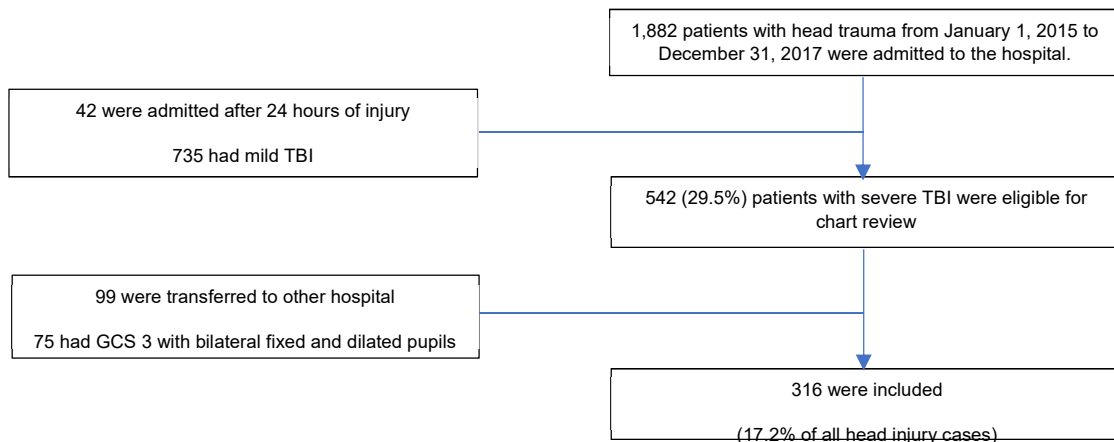 1,882 patients with head trauma from January 1, 2015 to
December 31, 2017 were admitted to the hospital.
42 were admitted after 24 hours of injury
735 had mild TBI
542 (29.5%) patients with severe TBI were eligible for
chart review
99 were transferred to other hospital
75 had GCS 3 with bilateral fixed and dilated pupils
316 were included
(17.2% of all head injury cases)